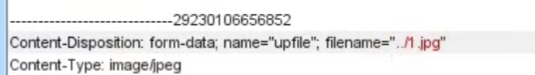 -----------------------------29230106656852
Content-Disposition: form-data; name="upfile"; filename="../1.jpg"
Content-Type: image/jpeg